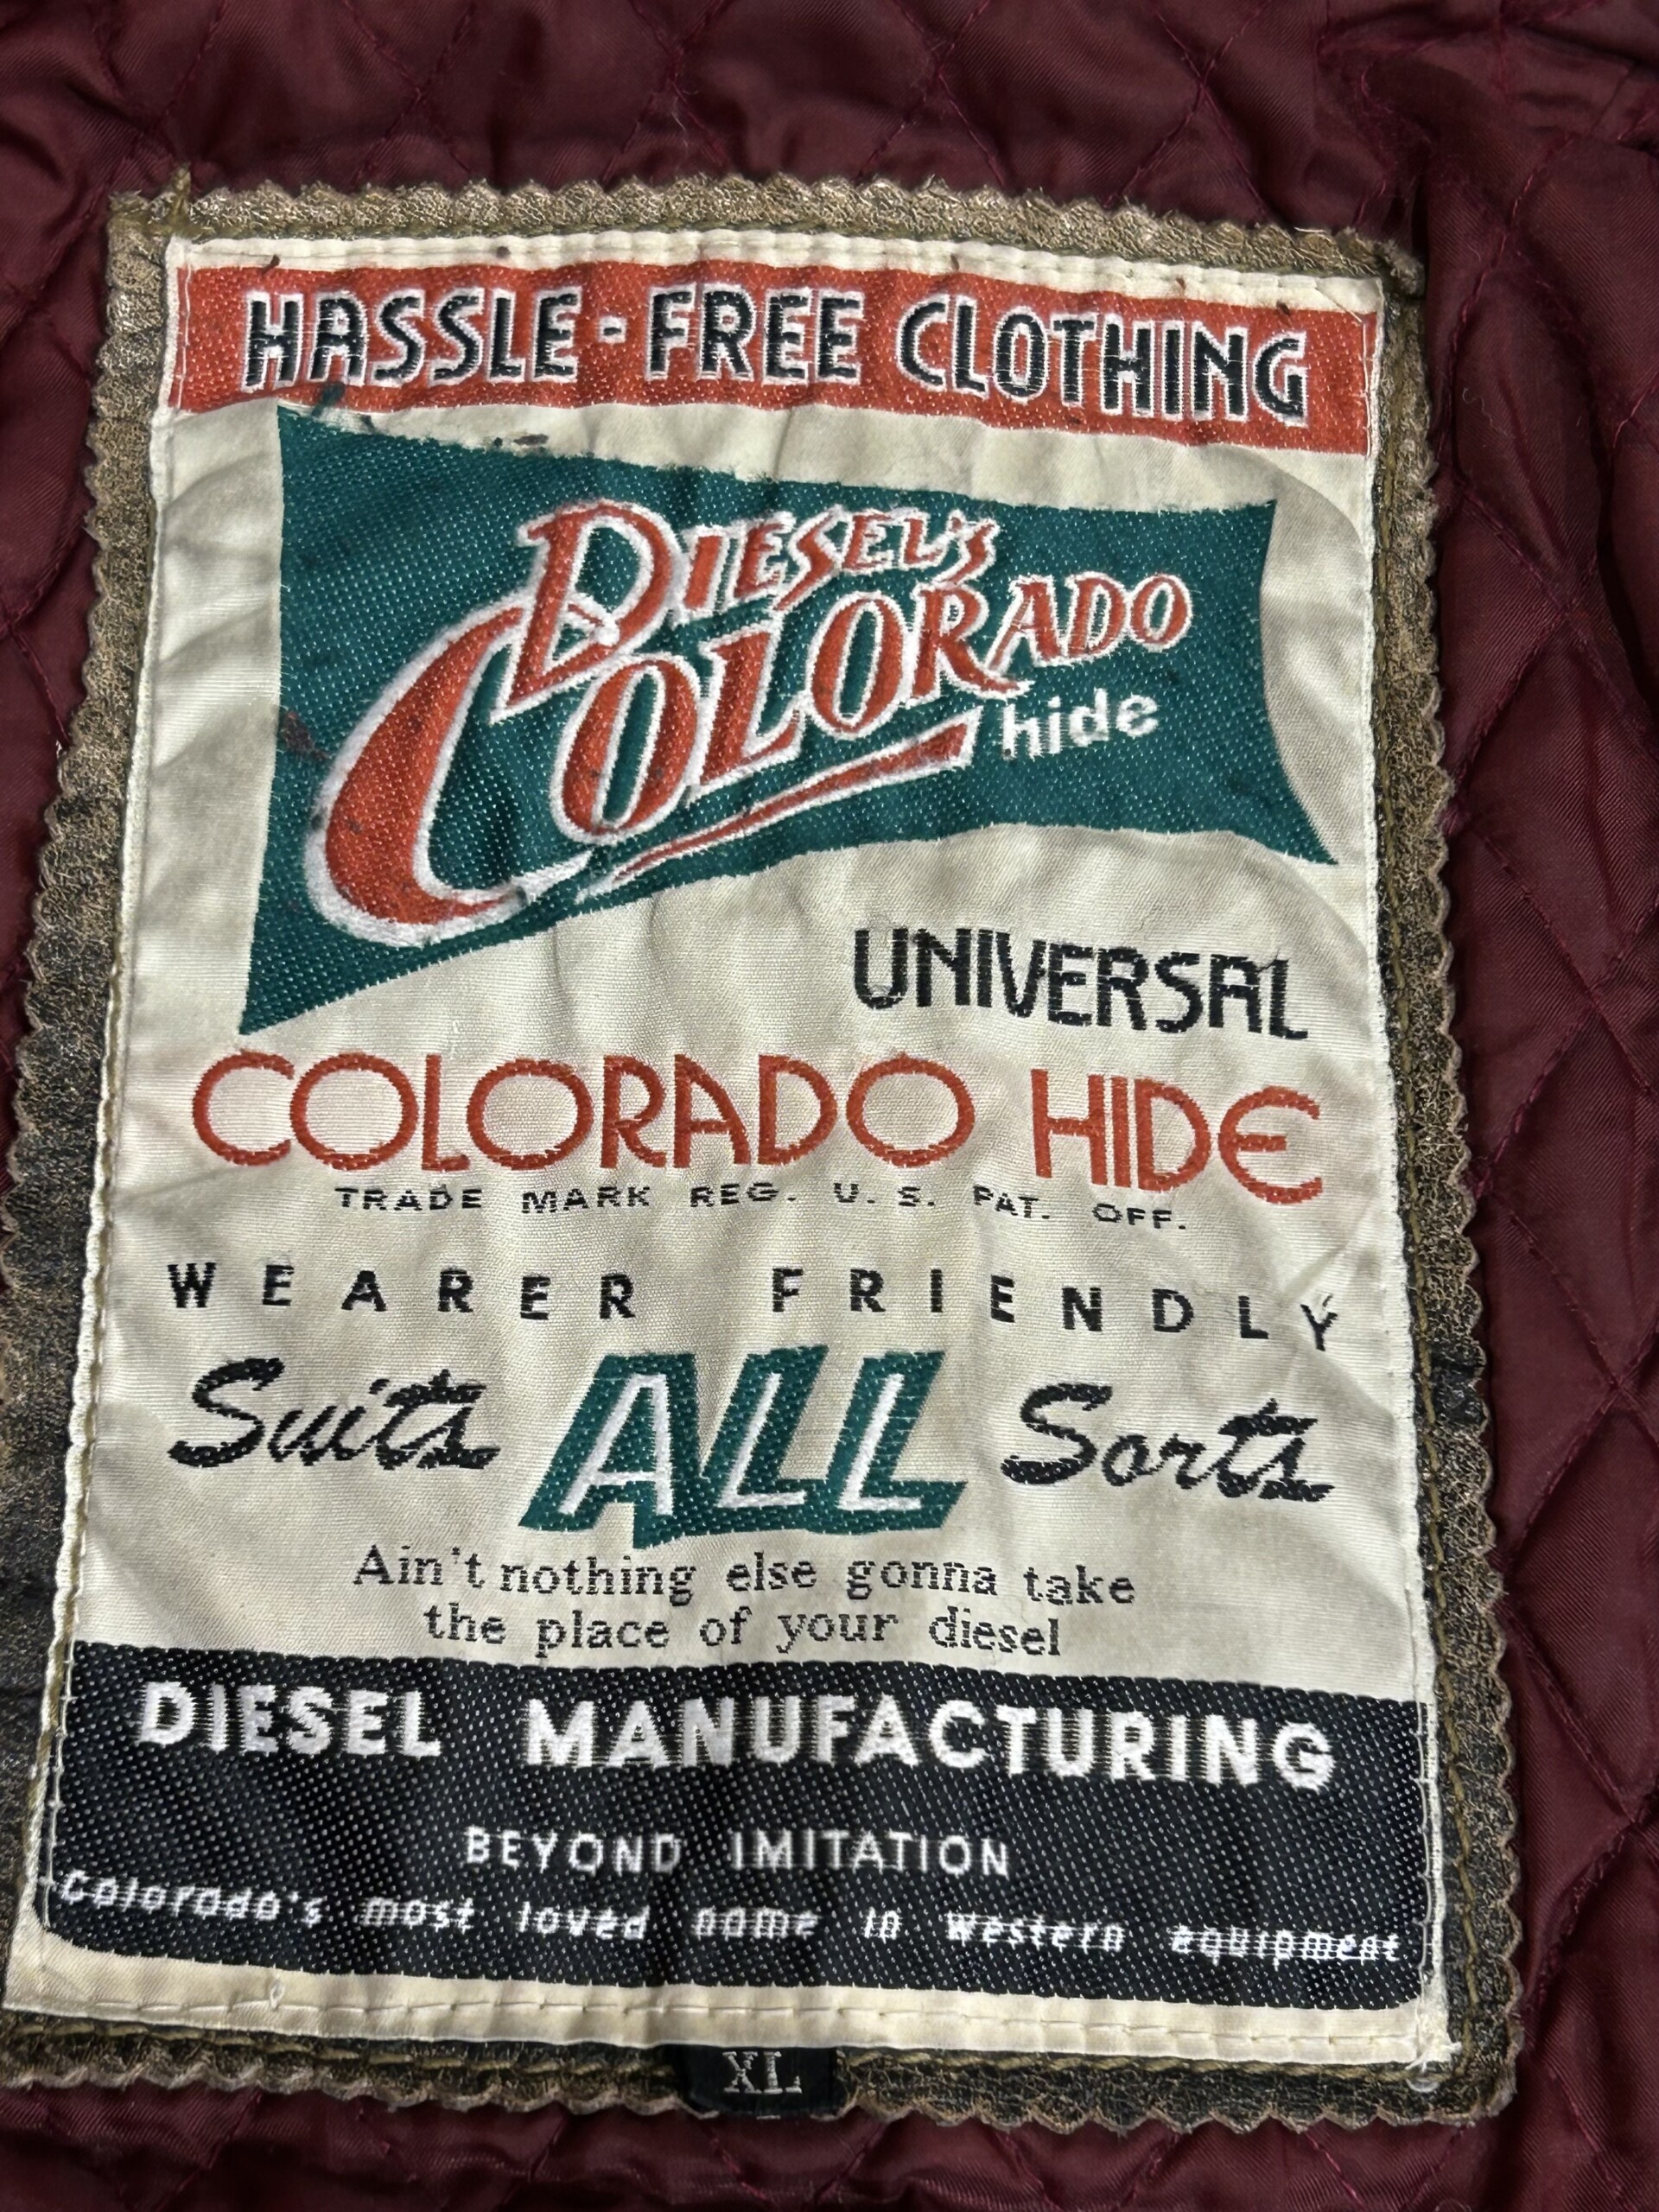 HASSLE-FREE CLOTHING
DIESEL'S
COLORADO
hide
UNIVERSAL
COLORADO HIDE
TRADE MARK REG. U. S. PAT. OFF.
WEARER FRIENDLY
Suits ALL Sorts
Ain't nothing else gonna take
the place of your diesel
DIESEL MANUFACTURING
BEYOND IMITATION
Colorado's most loved name in western equipment
XL